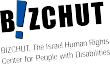 B!ZCHUT
BIZCHUT, The Israel Human Rights
Center for People with Disabilities